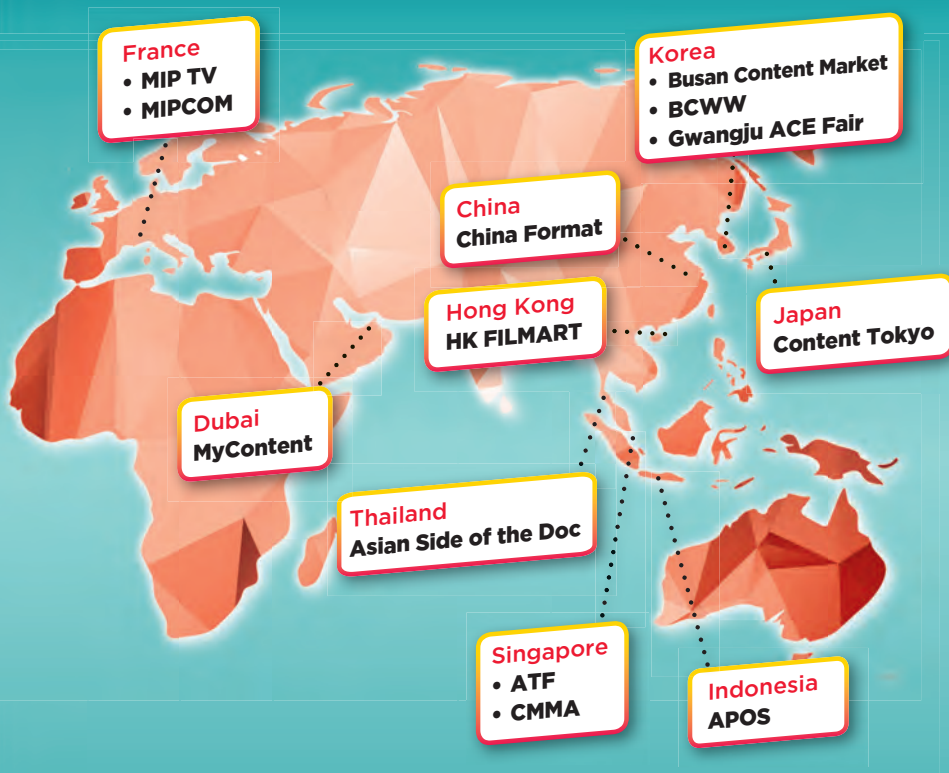 France
• MIP TV
• MIPCOM
Korea
• Busan Content Market
• BCWW
• Gwangju ACE Fair
China
China Format
Hong Kong
HK FILMART
Japan
Content Tokyo
Dubai
MyContent
Thailand
Asian Side of the Doc
Singapore
• ATF
• CMMA
Indonesia
APOS